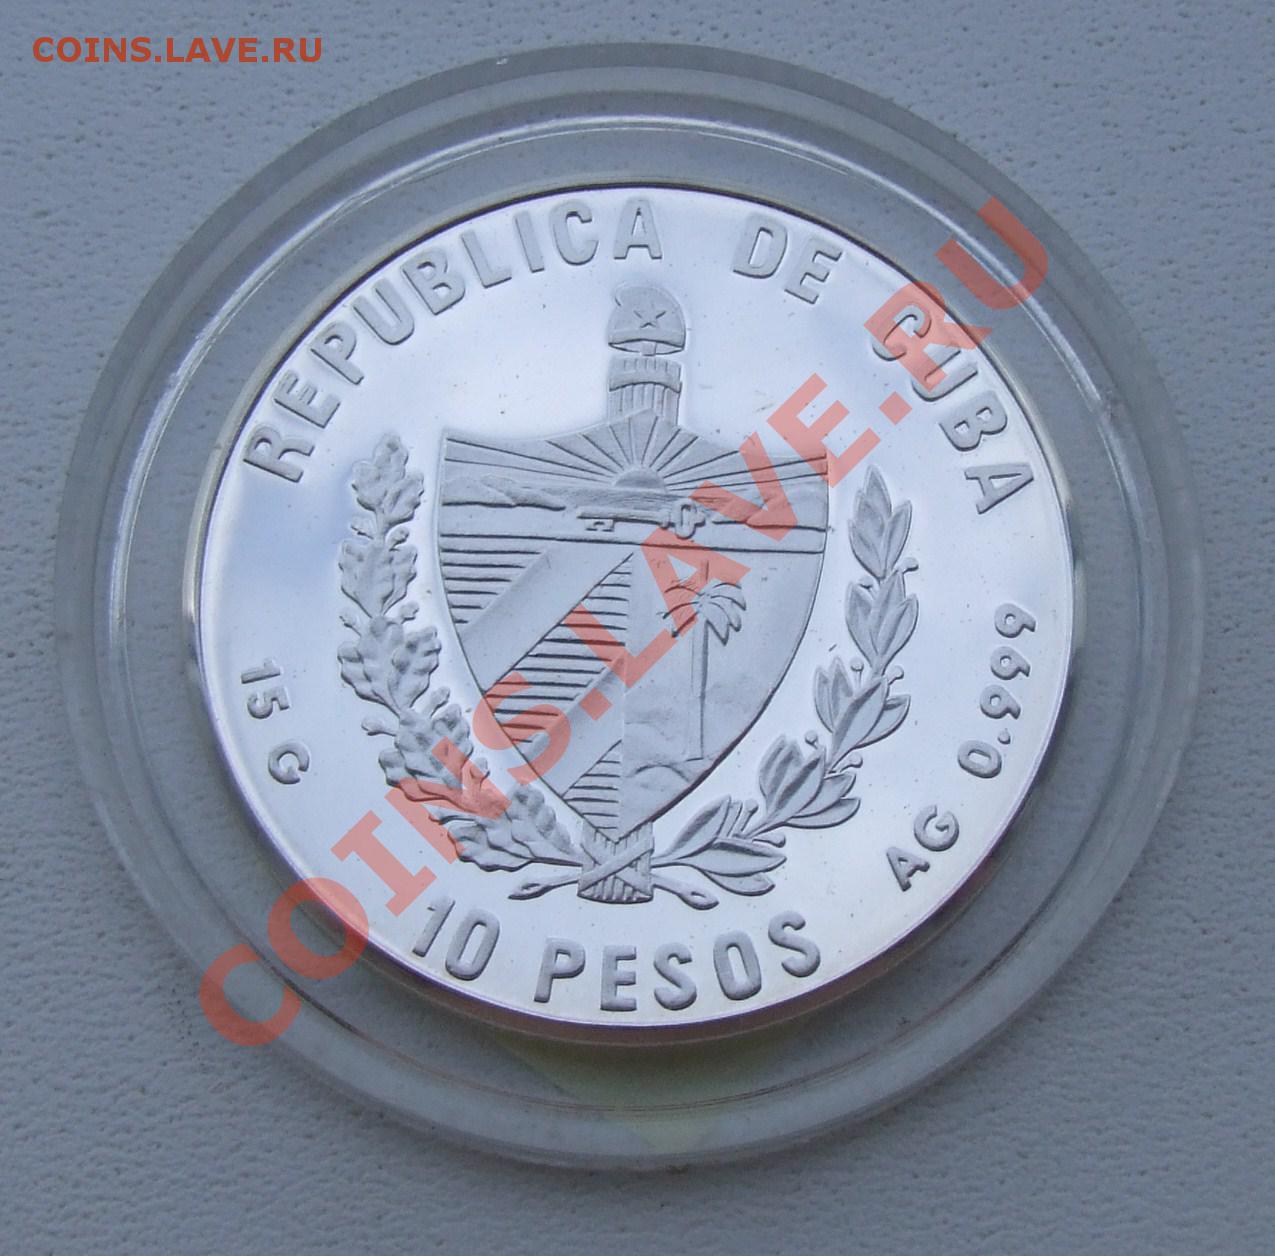 COINS.LAVE.RU
REPUBLICA DE CUBA
15 G
AG 0.999
10 PESOS
COINS.LAVE.RU